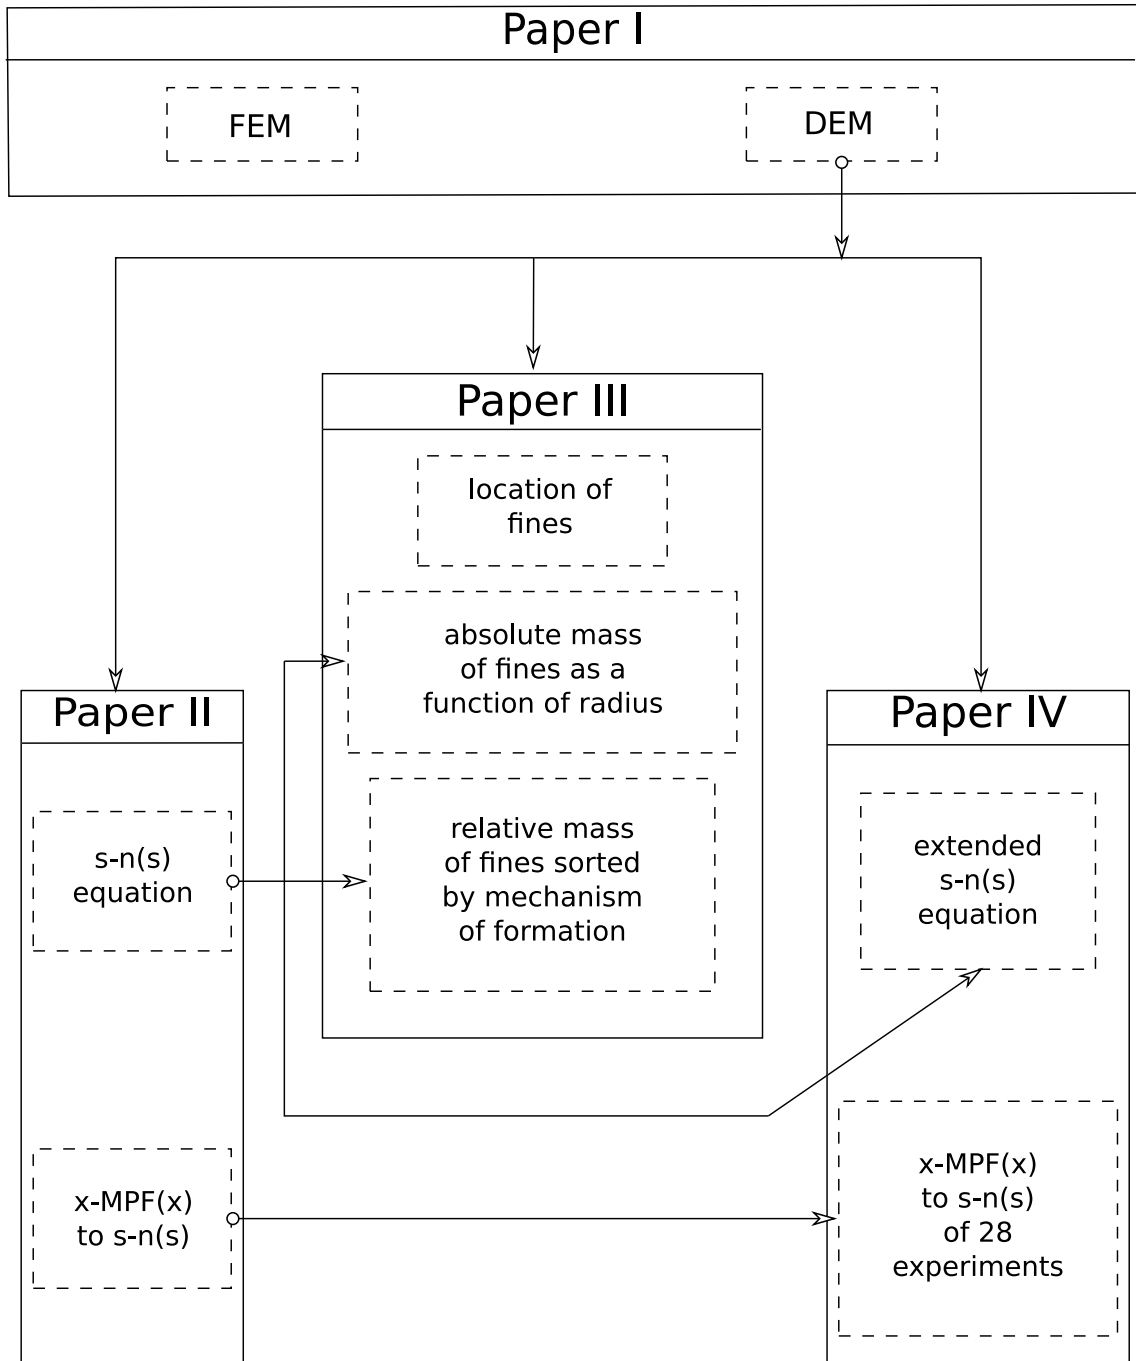 Paper I
FEM
DEM
Paper III
location of
fines
absolute mass
of fines as a
function of radius
relative mass
of fines sorted
by mechanism
of formation
Paper II
s-n(s)
equation
x-MPF(x)
to s-n(s)
Paper IV
extended
s-n(s)
equation
x-MPF(x)
to s-n(s)
of 28
experiments